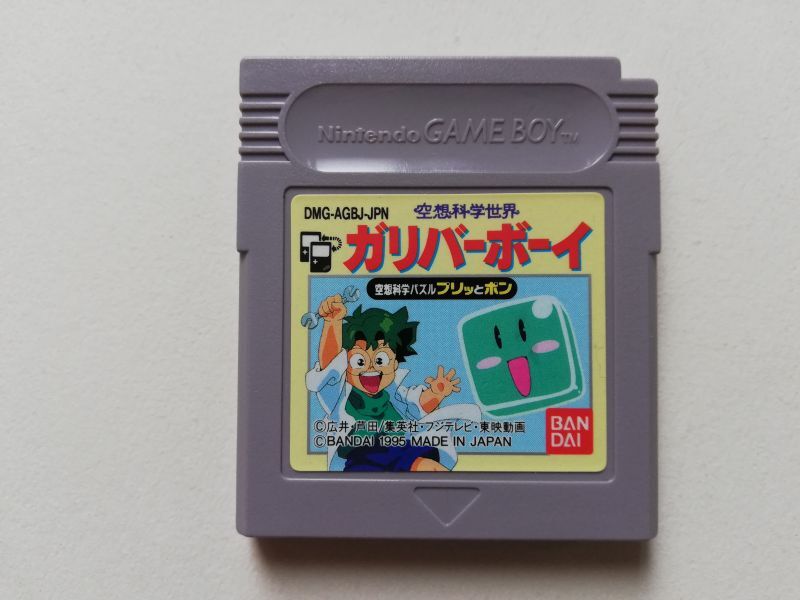 Nintendo GAME BOY TM
DMG-AGBJ-JPN
空想科学世界
ガリバーボーイ
空想科学パズルプリッとポン
©広井・芦田/集英社・フジテレビ・東映動画
©BANDAI 1995 MADE IN JAPAN
BAN
DAI